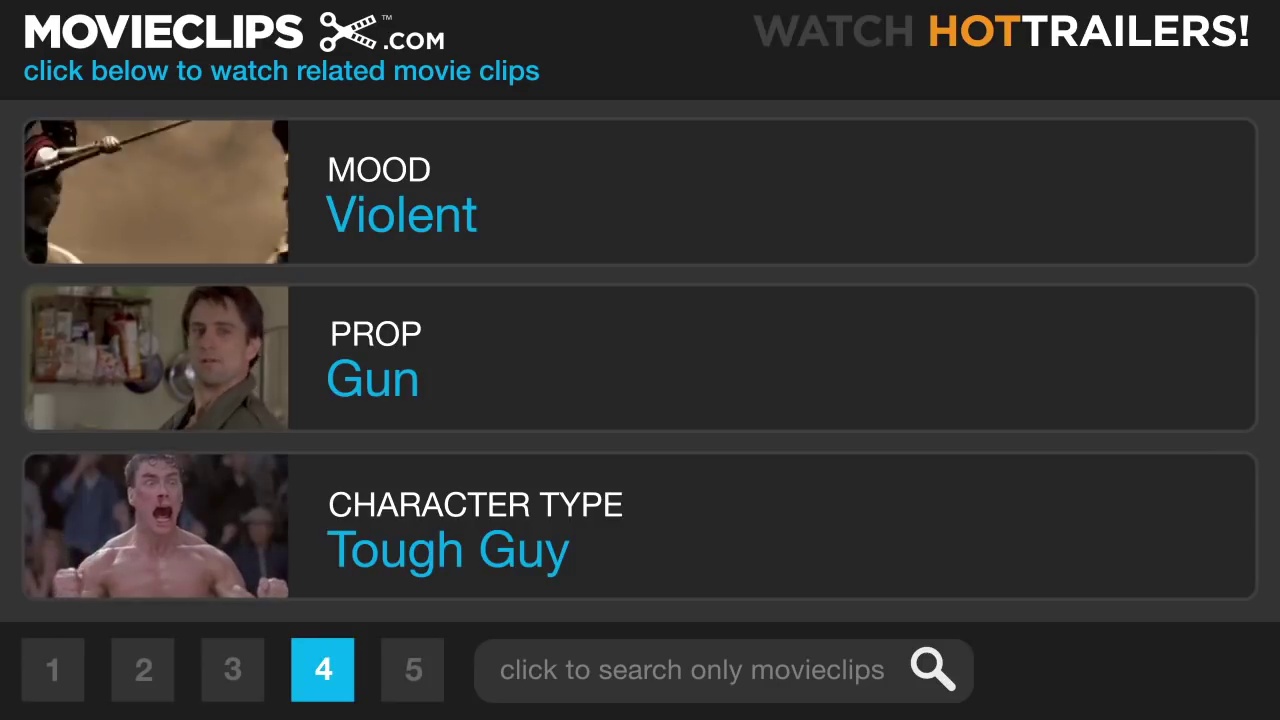 MOVIECLIPS ™ .COM
WATCH HOTTRAILERS!
click below to watch related movie clips
MOOD
Violent
PROP
Gun
CHARACTER TYPE
Tough Guy
1 2 3 4 5
click to search only movieclips